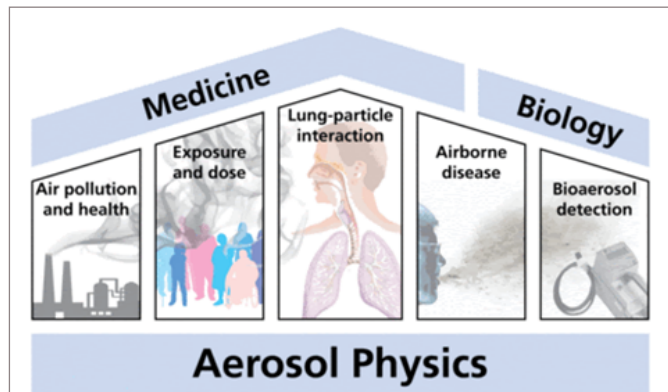 Medicine
Biology
Air pollution
and health
Exposure
and dose
Lung-particle
interaction
Airborne
disease
Bioaerosol
detection
Aerosol Physics